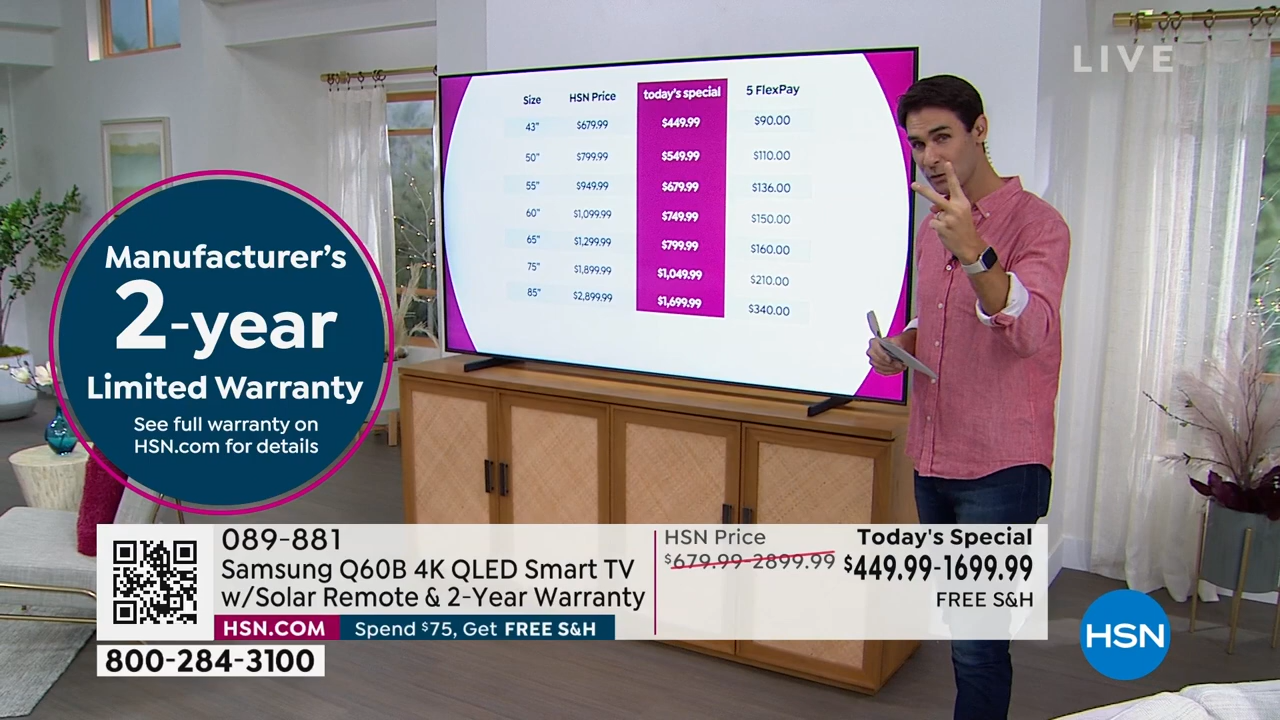 LIVE
Size HSN Price today's special 5 FlexPay
43" $679.99 $449.99 $90.00
50" $799.99 $549.99 $110.00
55" $949.99 $679.99 $136.00
60" $1,099.99 $749.99 $150.00
65" $1,299.99 $799.99 $160.00
75" $1,899.99 $1,049.99 $210.00
85" $2,899.99 $1,699.99 $340.00
Manufacturer's
2-year
Limited Warranty
See full warranty on
HSN.com for details
089-881
Samsung Q60B 4K QLED Smart TV
w/Solar Remote & 2-Year Warranty
HSN.COM Spend $75, Get FREE S&H
800-284-3100
HSN Price
$679.99-2899.99
Today's Special
$449.99-1699.99
FREE S&H
HSN